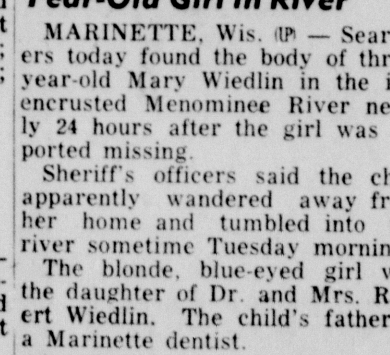 Year-Old Girl in River
MARINETTE, Wis. (UP) — Sear
ers today found the body of thr
year-old Mary Wiedlin in the i
encrusted Menominee River ne
ly 24 hours after the girl was
ported missing.
Sheriff's officers said the ch
apparently wandered away fr
her home and tumbled into
river sometime Tuesday mornin
The blonde, blue-eyed girl w
the daughter of Dr. and Mrs. R
ert Wiedlin. The child's father
a Marinette dentist.